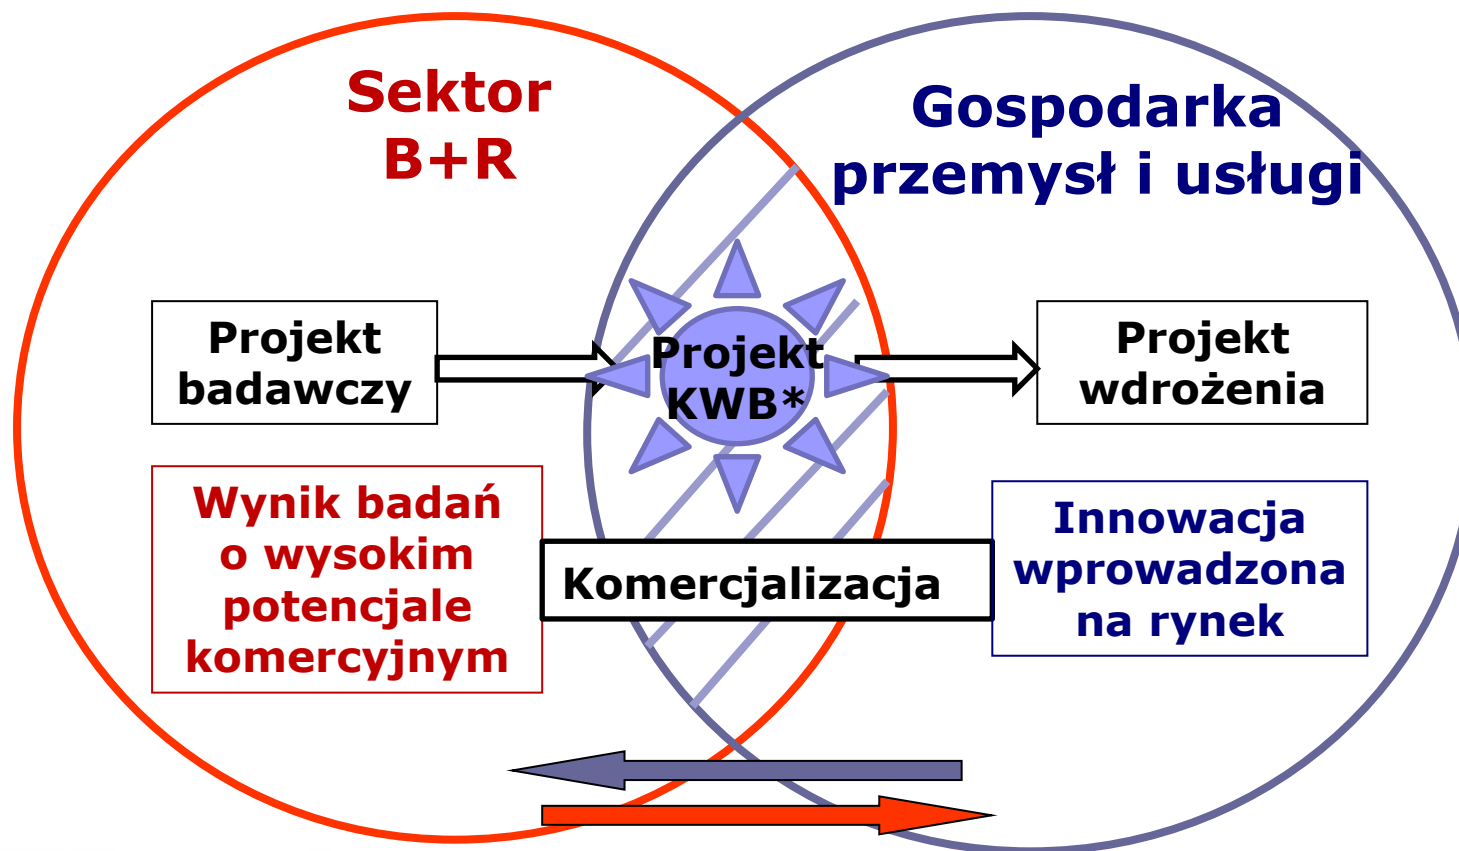 Sektor
B+R
Gospodarka
przemysł i usługi
Projekt
badawczy
Projekt
KWB*
Projekt
wdrożenia
Wynik badań
o wysokim
potencjale
komercyjnym
Komercjalizacja
Innowacja
wprowadzona
na rynek